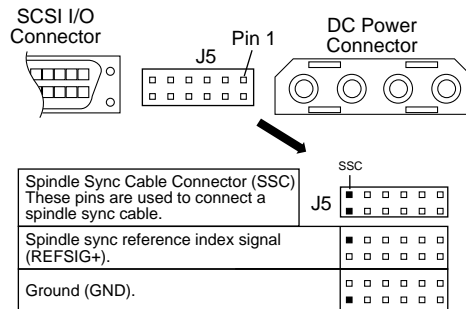 SCSI I/O
Connector
J5
Pin 1
DC Power
Connector
SSC
Spindle Sync Cable Connector (SSC)
These pins are used to connect a
spindle sync cable.
J5
Spindle sync reference index signal
(REFSIG+).
Ground (GND).